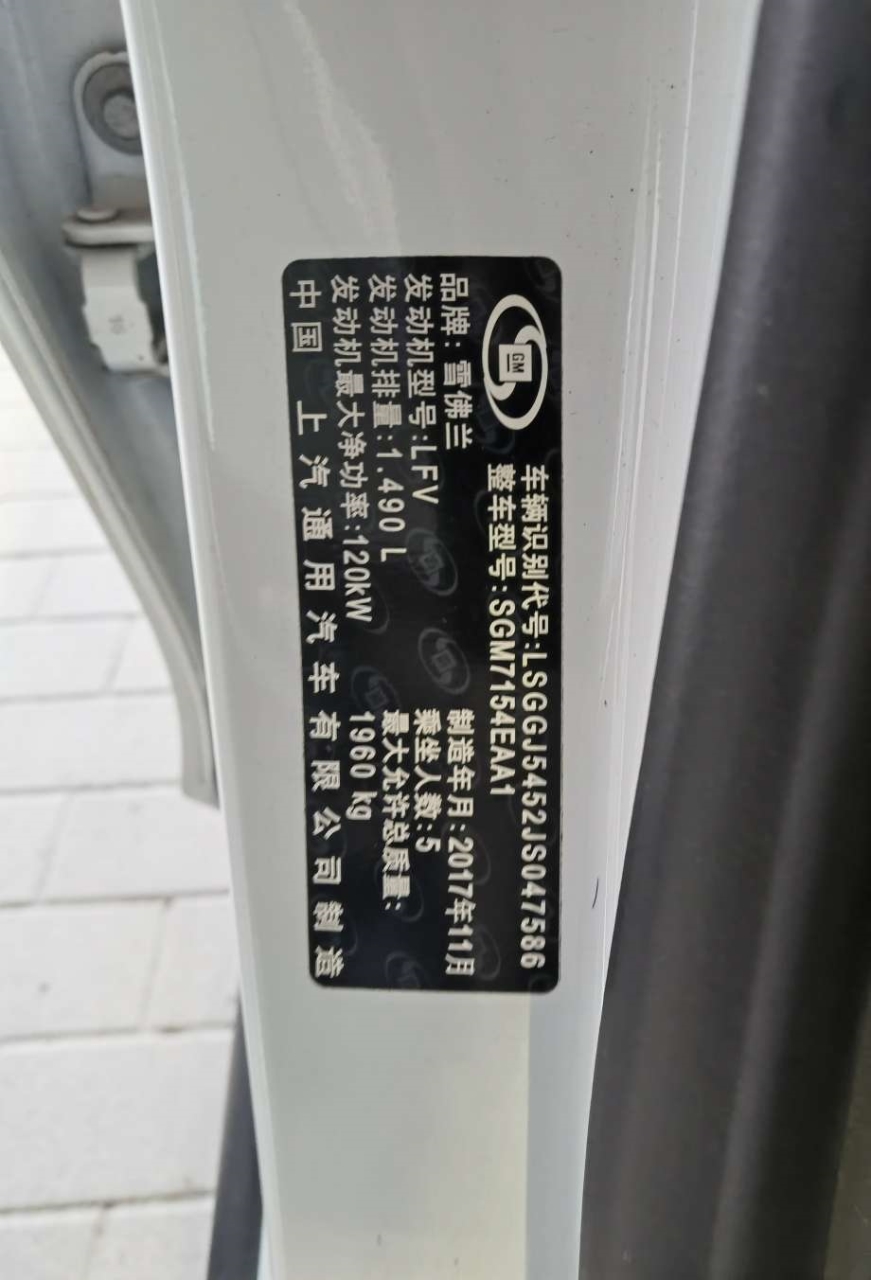 GM
车辆识别代号:LSGGJ5452JS047586
整车型号:SGM7154EAA1
品牌: 雪佛兰
制造年月:2017年11月
发动机型号:LFV
乘坐人数:5
发动机排量:1.490 L
最大允许总质量:
发动机最大净功率:120kW
1960 kg
中国 上汽通用汽车有限公司制造